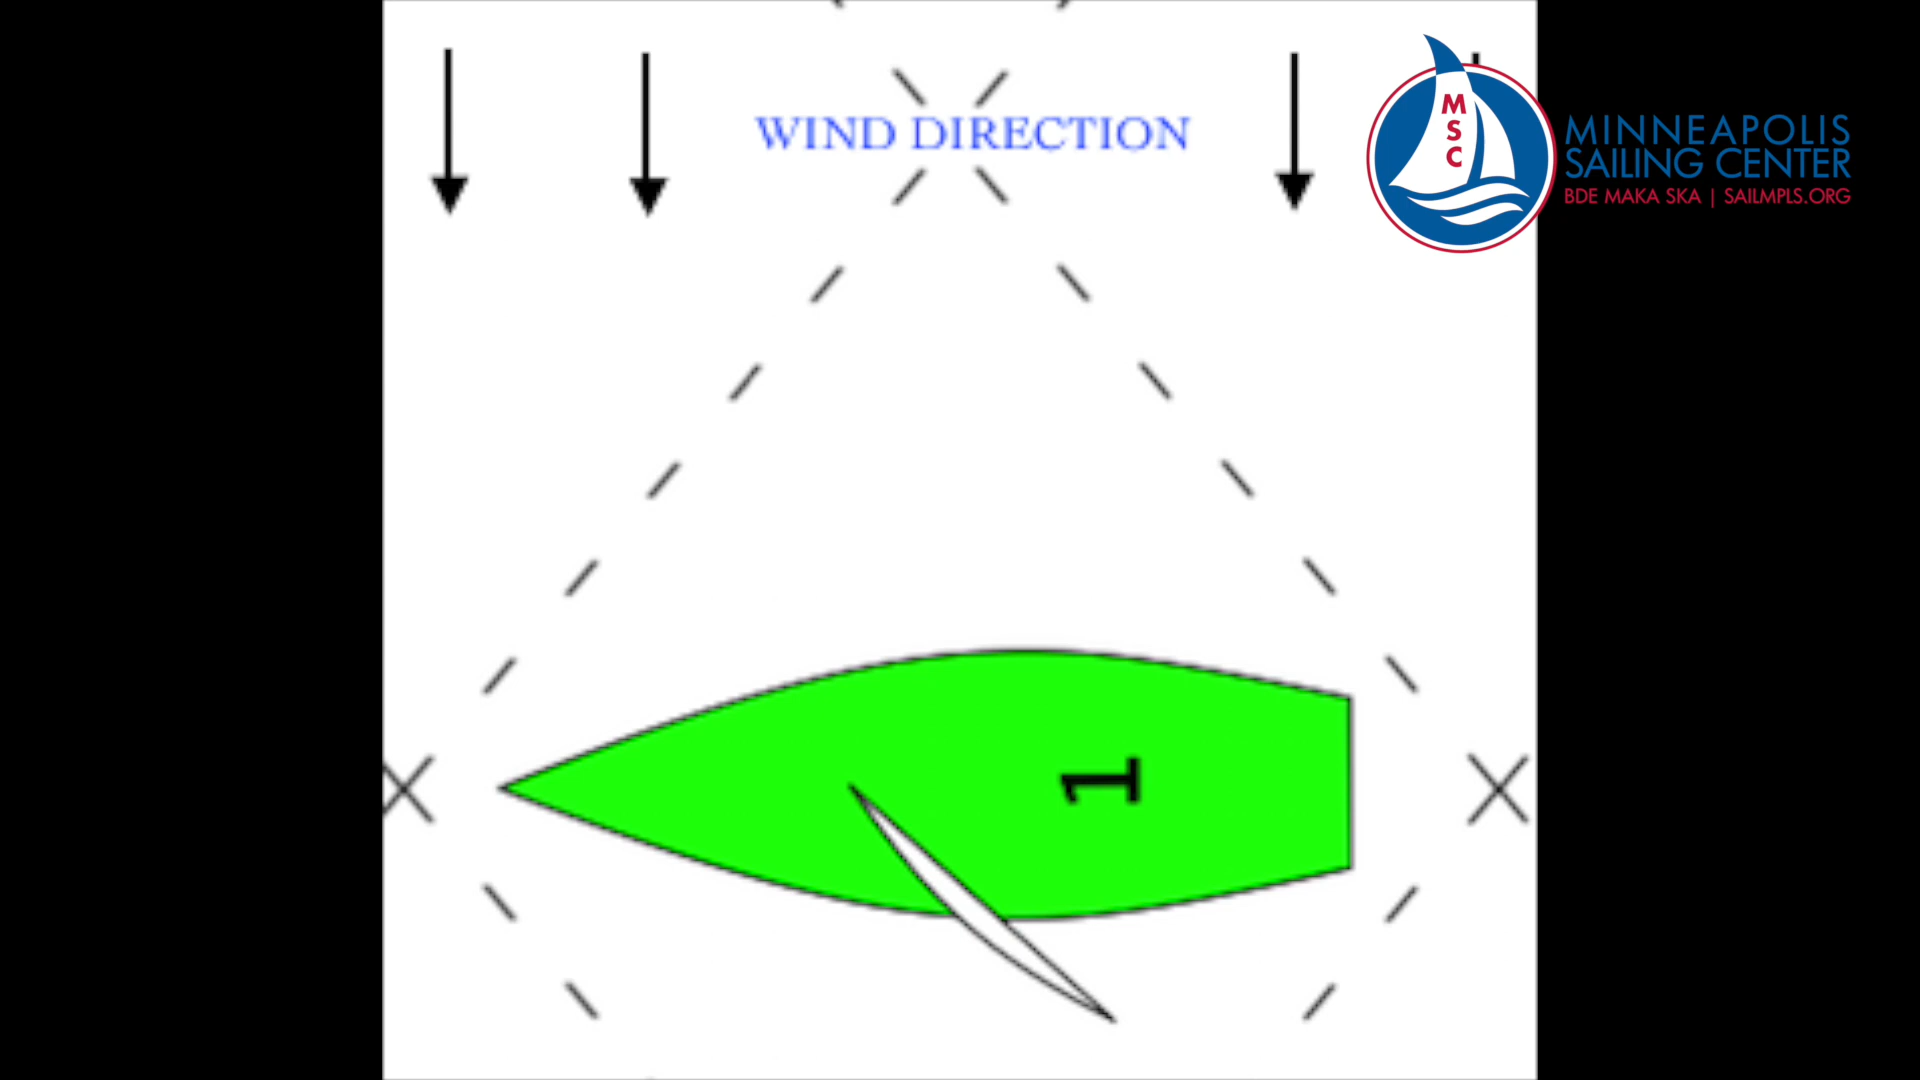 WIND DIRECTION
MSC
MINNEAPOLIS
SAILING CENTER
BDE MAKA SKA | SAILMPLS.ORG
1